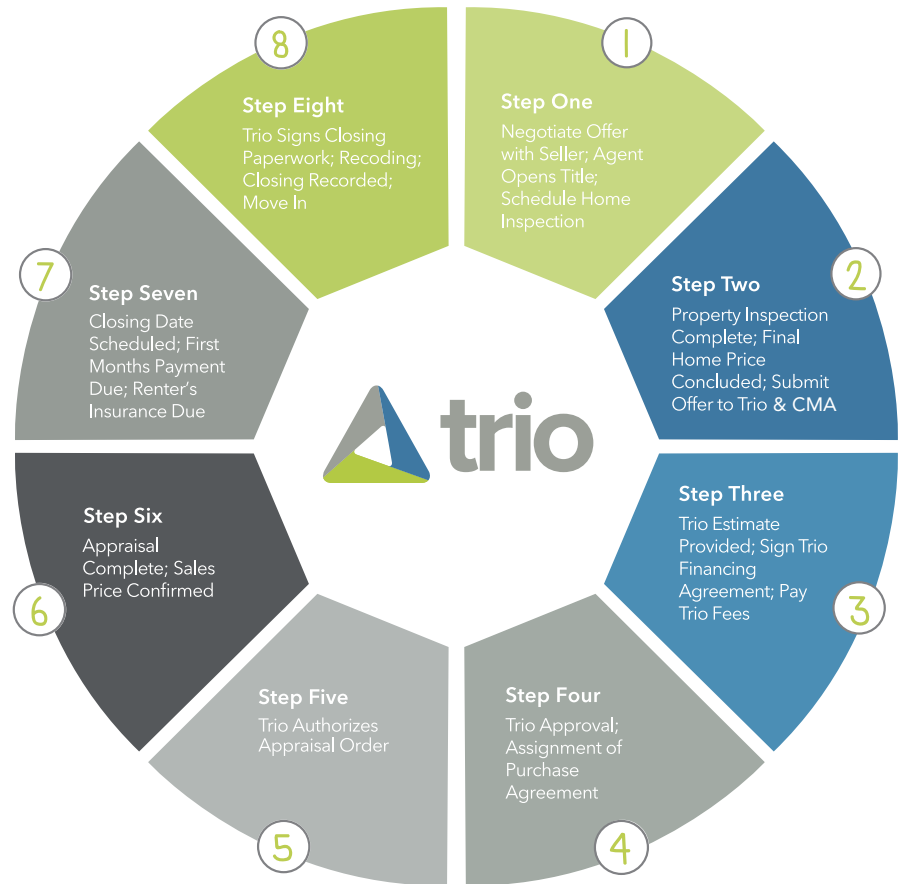 1
Step One
Negotiate Offer
with Seller; Agent
Opens Title;
Schedule Home
Inspection
2
Step Two
Property Inspection
Complete; Final
Home Price
Concluded; Submit
Offer to Trio & CMA
3
Step Three
Trio Estimate
Provided; Sign Trio
Financing
Agreement; Pay
Trio Fees
4
Step Four
Trio Approval;
Assignment of
Purchase
Agreement
5
Step Five
Trio Authorizes
Appraisal Order
6
Step Six
Appraisal
Complete; Sales
Price Confirmed
7
Step Seven
Closing Date
Scheduled; First
Months Payment
Due; Renter's
Insurance Due
8
Step Eight
Trio Signs Closing
Paperwork; Recoding;
Closing Recorded;
Move In
trio